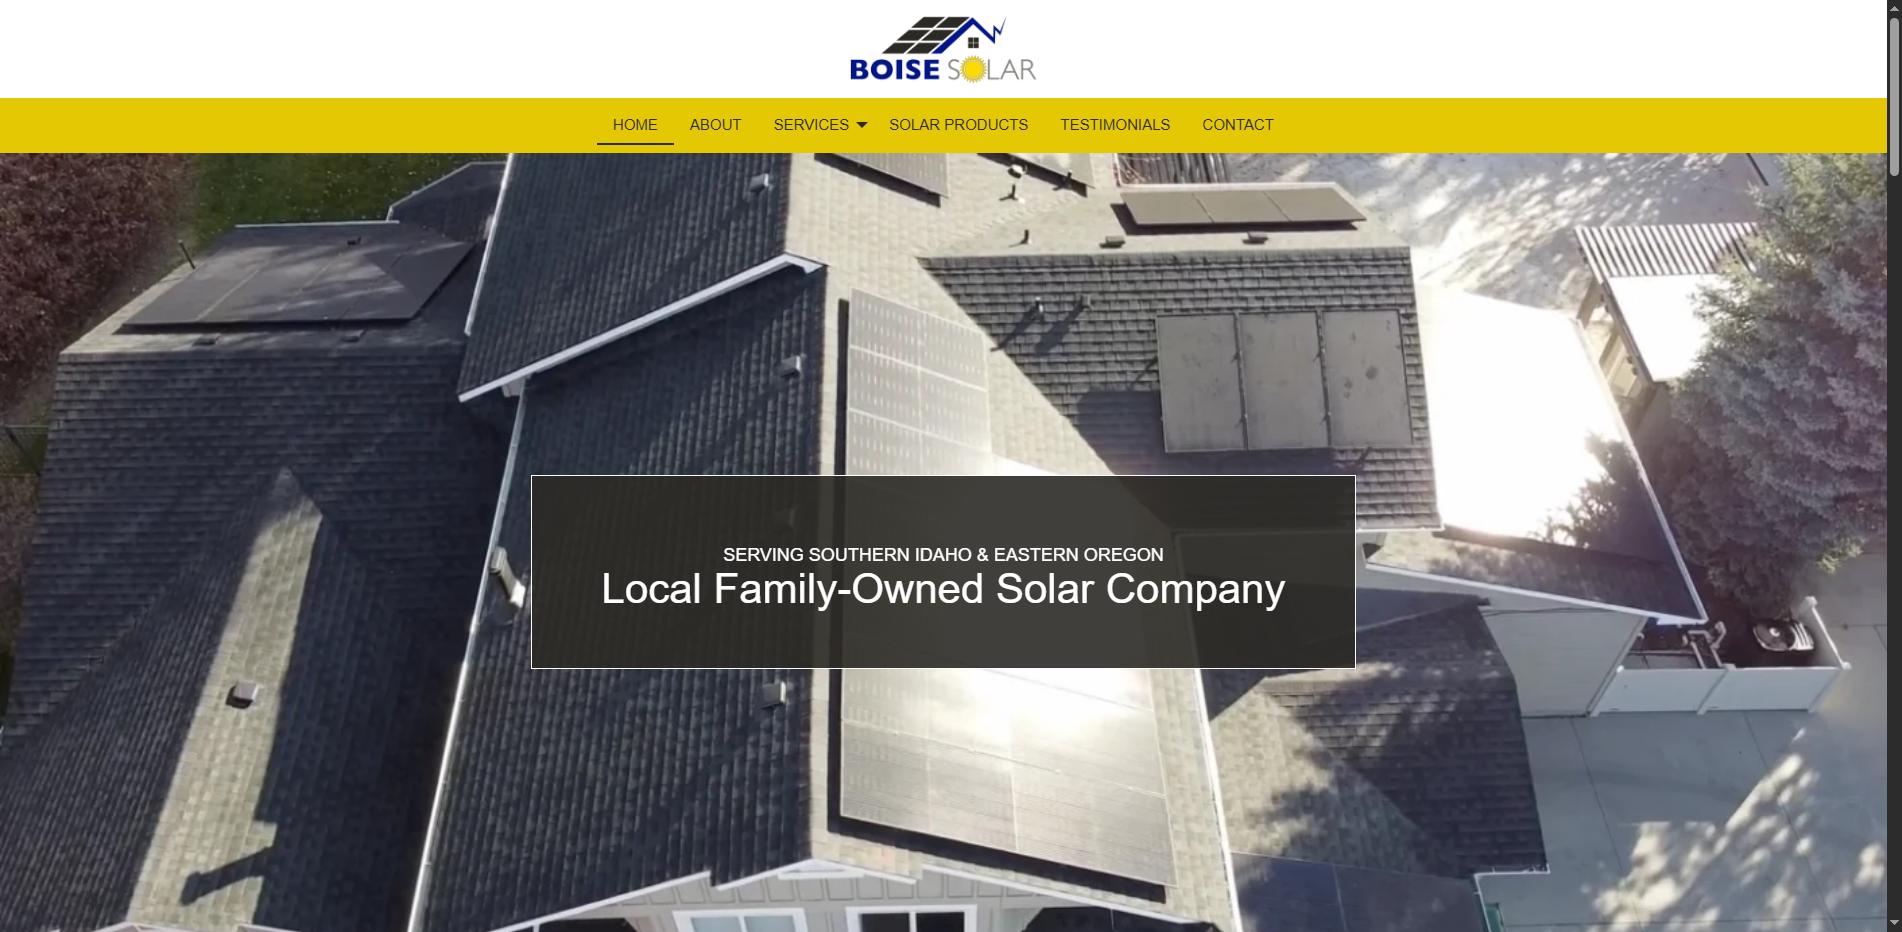 BOISE SOLAR
HOME ABOUT SERVICES SOLAR PRODUCTS TESTIMONIALS CONTACT
SERVING SOUTHERN IDAHO & EASTERN OREGON
Local Family-Owned Solar Company